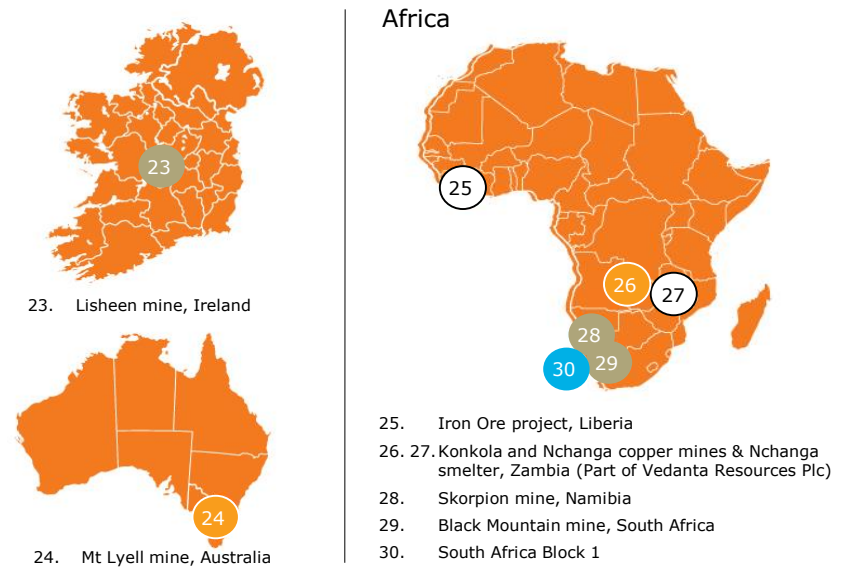 23
23. Lisheen mine, Ireland
24
24. Mt Lyell mine, Australia
Africa
25
26
27
28
29
30
25. Iron Ore project, Liberia
26. 27. Konkola and Nchanga copper mines & Nchanga
smelter, Zambia (Part of Vedanta Resources Plc)
28. Skorpion mine, Namibia
29. Black Mountain mine, South Africa
30. South Africa Block 1